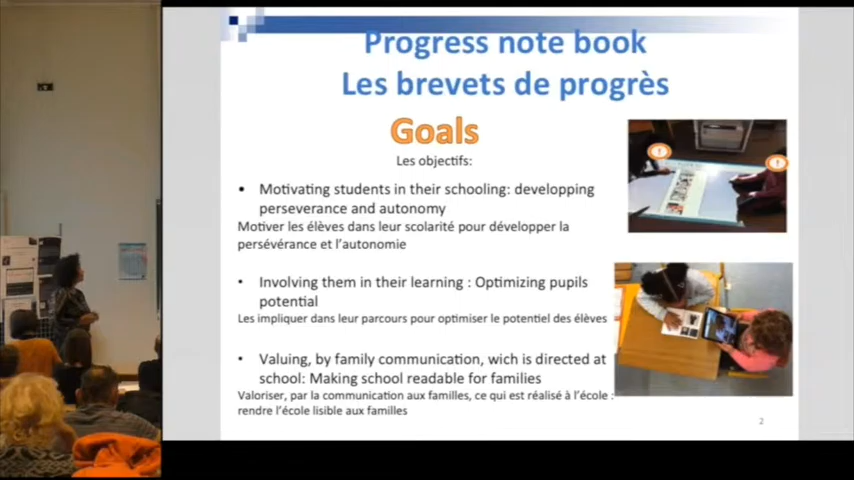 Progress note book
Les brevets de progrès
Goals
Les objectifs:
• Motivating students in their schooling: developping
perseverance and autonomy
Motiver les élèves dans leur scolarité pour développer la
persévérance et l'autonomie
• Involving them in their learning : Optimizing pupils
potential
Les impliquer dans leur parcours pour optimiser le potentiel des élèves
• Valuing, by family communication, wich is directed at
school: Making school readable for families
Valoriser, par la communication aux familles, ce qui est réalisé à l'école :
rendre l'école lisible aux familles
2